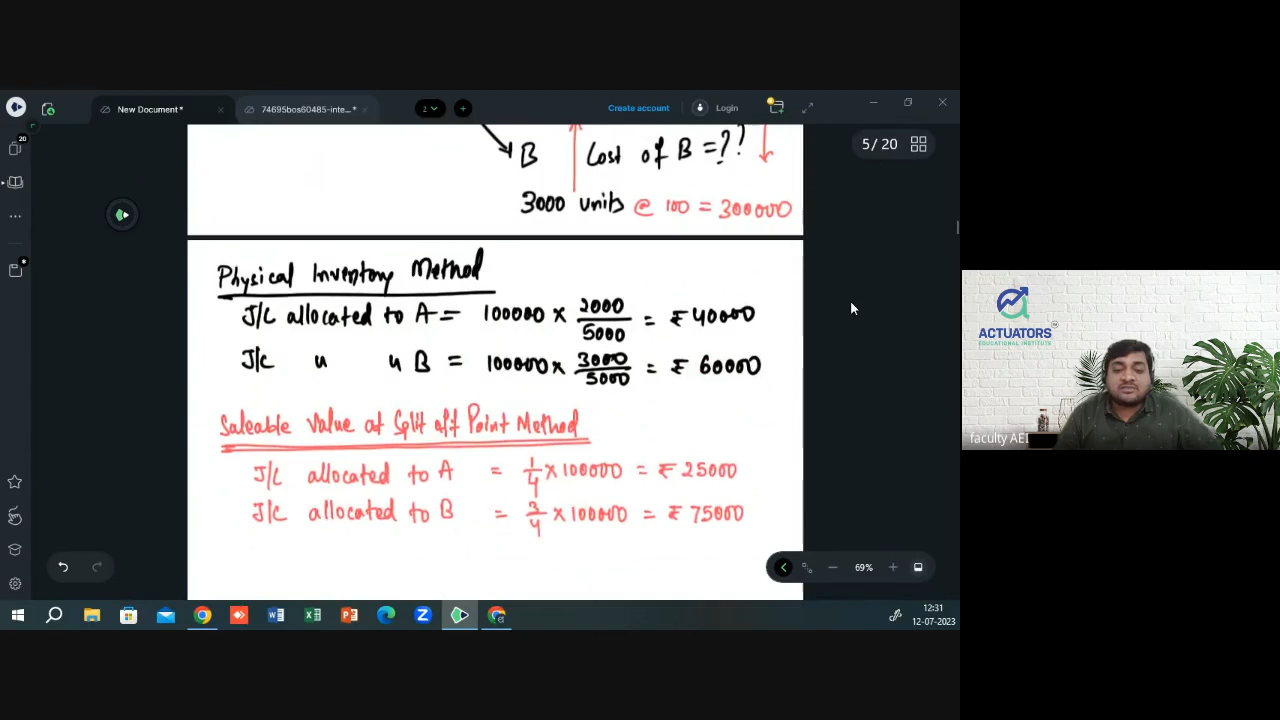 New Document*
74695bos60485-inte...*
2
Create account
Login
20
5/20
B Cost of B = ??
3000 units @ 100 = 300000
Physical Inventory Method
J/C allocated to A = 100000 × 2000/5000 = ₹ 40000
J/C u u B = 100000 × 3000/5000 = ₹ 60000
Saleable Value at Split off Point Method
J/C allocated to A = 1/4 × 100000 = ₹ 25000
J/C allocated to B = 3/4 × 100000 = ₹ 75000
69%
12:31
12-07-2023
ACTUATORS
EDUCATIONAL INSTITUTE
faculty AEI